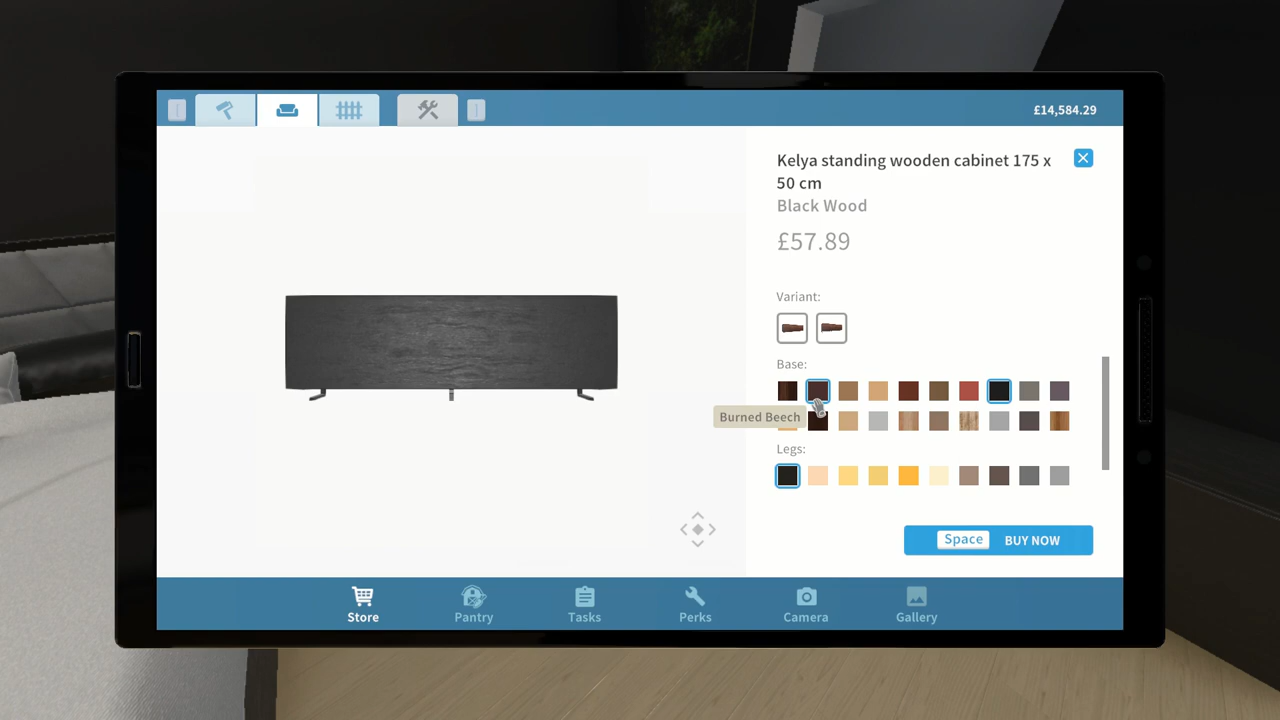 £14,584.29
Kelya standing wooden cabinet 175 x
50 cm
Black Wood
£57.89
Variant:
Base:
Burned Beech
Legs:
Space BUY NOW
Store
Pantry
Tasks
Perks
Camera
Gallery